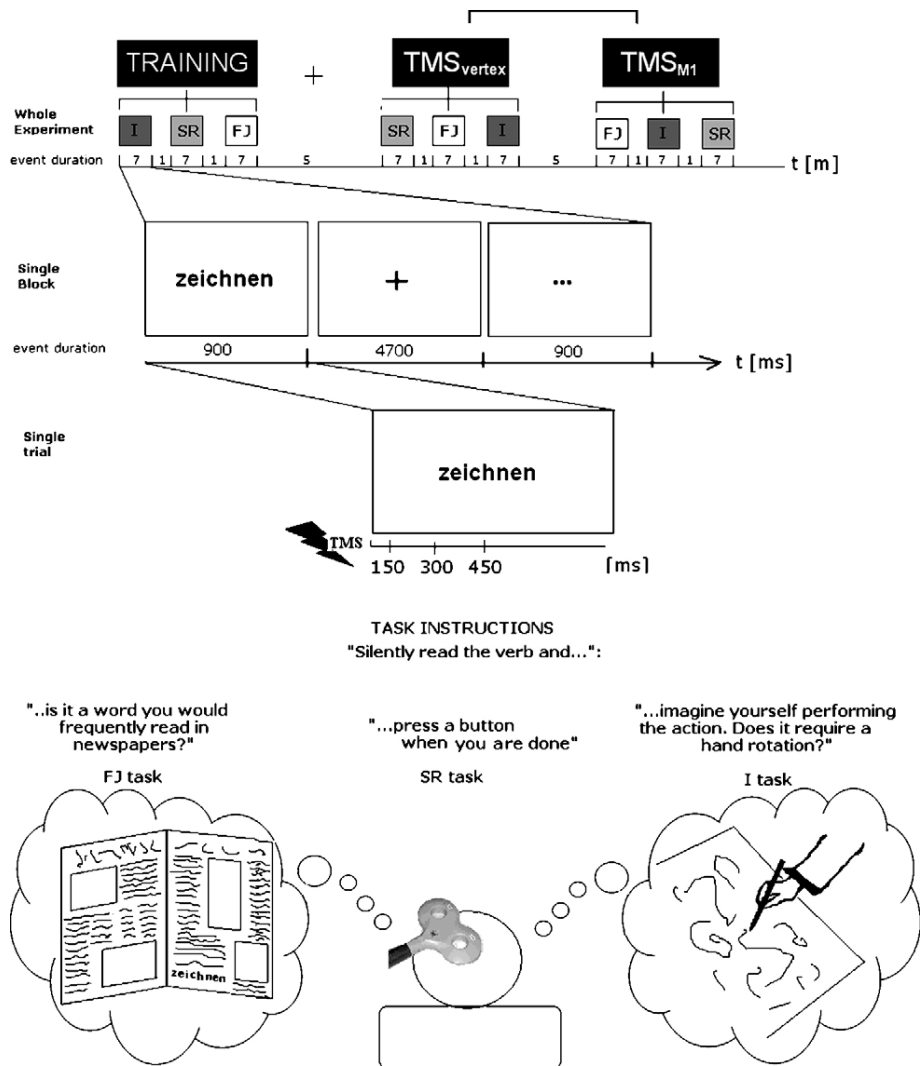 TRAINING + TMSvertex TMSM1
Whole
Experiment
I SR FJ SR FJ I FJ I SR
event duration 7 1 7 1 7 5 7 1 7 1 7 5 7 1 7 1 7 t [m]
Single
Block
zeichnen + ...
event duration 900 4700 900 t [ms]
Single
trial
zeichnen
TMS
150 300 450 [ms]
TASK INSTRUCTIONS
"Silently read the verb and...":
"..is it a word you would
frequently read in
newspapers?"
FJ task
"...press a button
when you are done"
SR task
"...imagine yourself performing
the action. Does it require a
hand rotation?"
I task
zeichnen